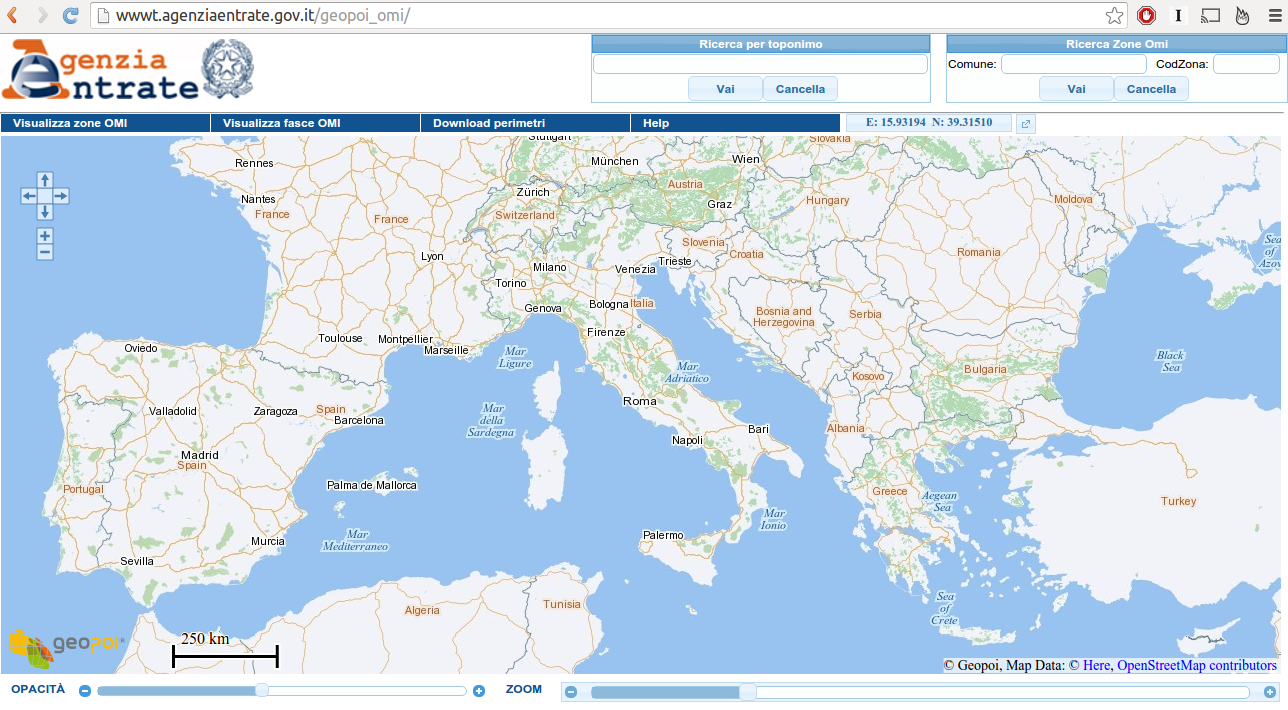 wwwt.agenziaentrate.gov.it/geopoi_omi/
I
Agenzia
Entrate
Ricerca per toponimo
Vai Cancella
Ricerca Zone Omi
Comune: CodZona:
Vai Cancella
Visualizza zone OMI Visualizza fasce OMI Download perimetri Help E: 15.93194 N: 39.31510
Stuttgart Slovakia
Rennes München Wien
Austria
Zürich
Nantes Graz Hungary Moldova
France France Switzerland
Slovenia Sea
of
Azov
Lyon Croatia Romania
Milano Venezia Trieste
Torino
Bologna Italia
Genova Bosnia and
Herzegovina Serbia
Firenze
Toulouse Montpellier
Oviedo Marseille Mar
Ligure Black
Sea
Mar
Adriatico Kosovo Bulgaria
Roma
Valladolid Zaragoza Spain
Barcelona
Mar
della
Sardegna
Bari Albania
Napoli
Madrid
Spain
Portugal Palma de Mallorca Greece Aegean
Sea Turkey
Mar
Ionio
Murcia Mar
Mediterraneo Palermo
Sevilla
Algeria Tunisia Sea
of
Crete
geopoi
250 km
© Geopoi, Map Data: © Here, OpenStreetMap contributors
OPACITÀ ZOOM